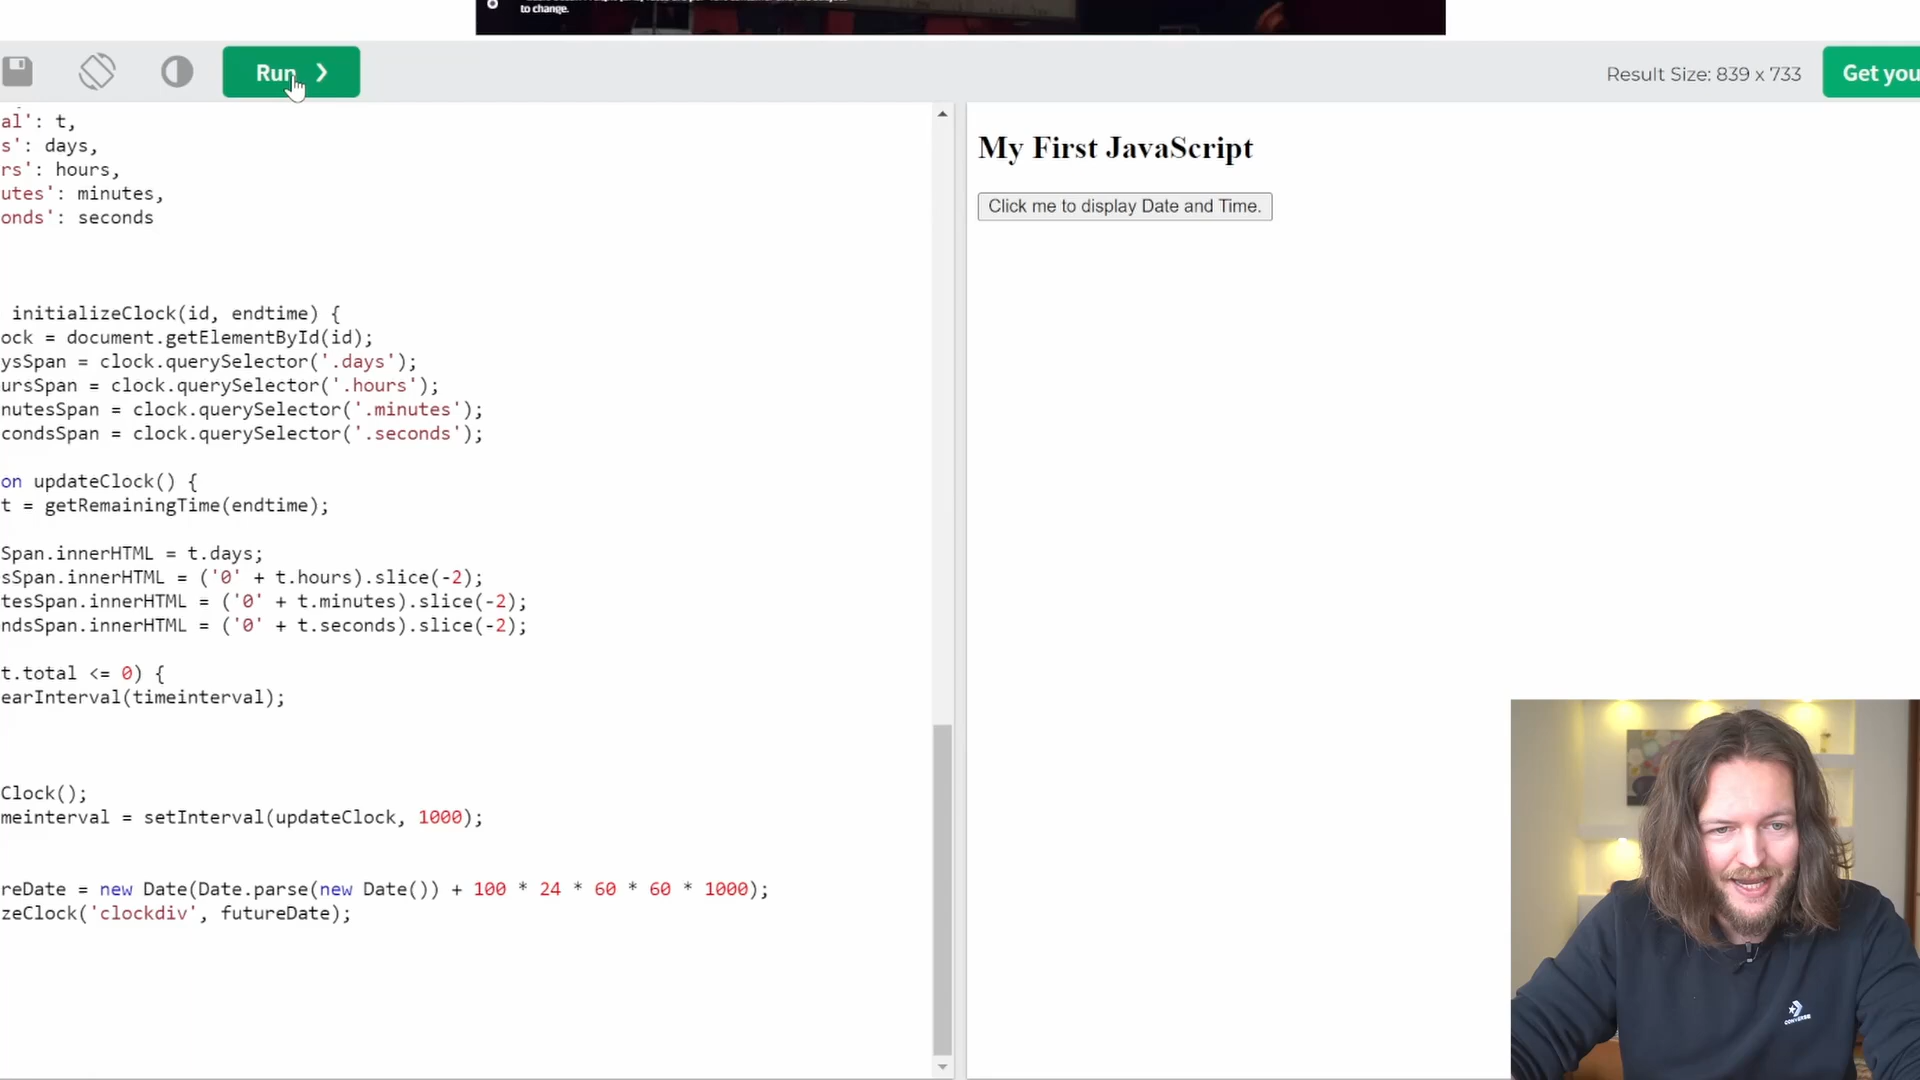 to change.
Run
Result Size: 839 x 733
Get you
al': t,
s': days,
rs': hours,
utes': minutes,
onds': seconds
initializeClock(id, endtime) {
ock = document.getElementById(id);
ysSpan = clock.querySelector('.days');
ursSpan = clock.querySelector('.hours');
nutesSpan = clock.querySelector('.minutes');
condsSpan = clock.querySelector('.seconds');
on updateClock() {
t = getRemainingTime(endtime);
Span.innerHTML = t.days;
sSpan.innerHTML = ('0' + t.hours).slice(-2);
tesSpan.innerHTML = ('0' + t.minutes).slice(-2);
ndsSpan.innerHTML = ('0' + t.seconds).slice(-2);
t.total <= 0) {
earInterval(timeinterval);
Clock();
meinterval = setInterval(updateClock, 1000);
reDate = new Date(Date.parse(new Date()) + 100 * 24 * 60 * 60 * 1000);
zeClock('clockdiv', futureDate);
My First JavaScript
Click me to display Date and Time.
CONVERSE